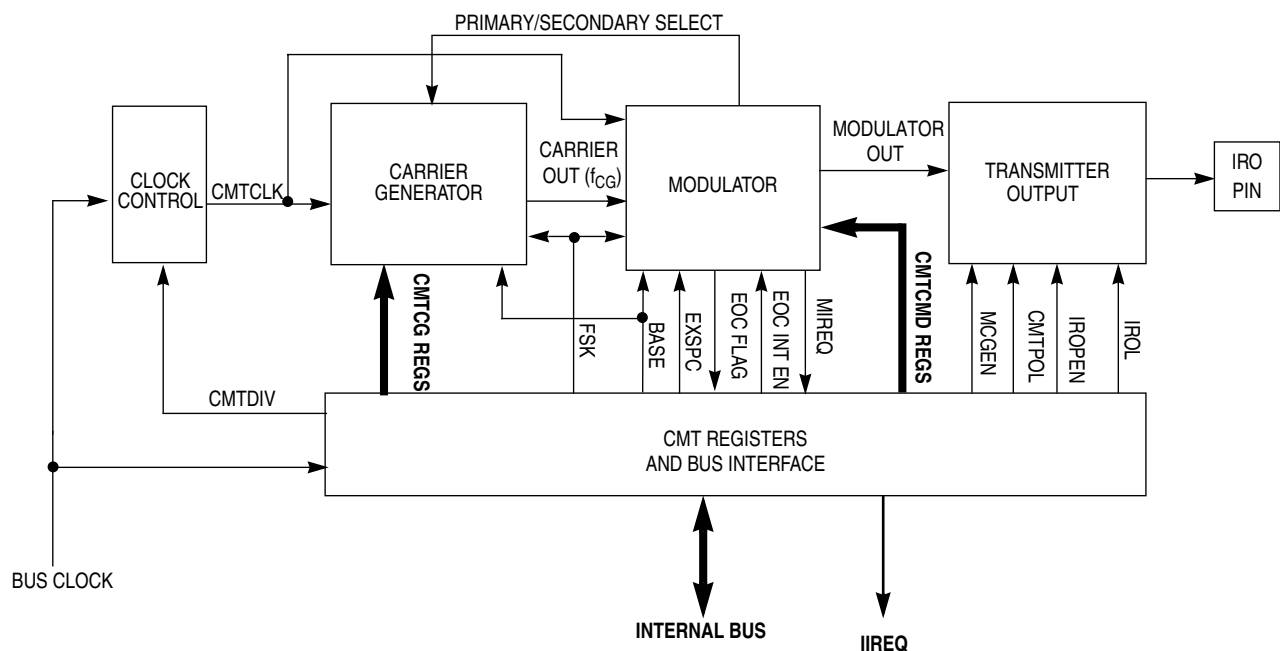 PRIMARY/SECONDARY SELECT
CLOCK
CONTROL
CMTCLK
CARRIER
GENERATOR
CARRIER
OUT (fCG)
MODULATOR
MODULATOR
OUT
TRANSMITTER
OUTPUT
IRO
PIN
CMTCG REGS
FSK
BASE
EXSPC
EOC FLAG
EOC INT EN
MIREQ
CMTCMD REGS
MCGEN
CMTPOL
IROPEN
IROL
CMTDIV
CMT REGISTERS
AND BUS INTERFACE
BUS CLOCK
INTERNAL BUS
IIREQ